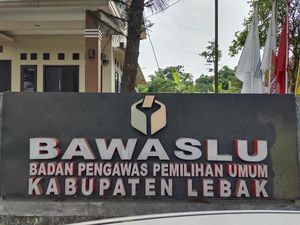 BAWASLU
BADAN PENGAWAS PEMILIHAN UMUM
KABUPATEN LEBAK